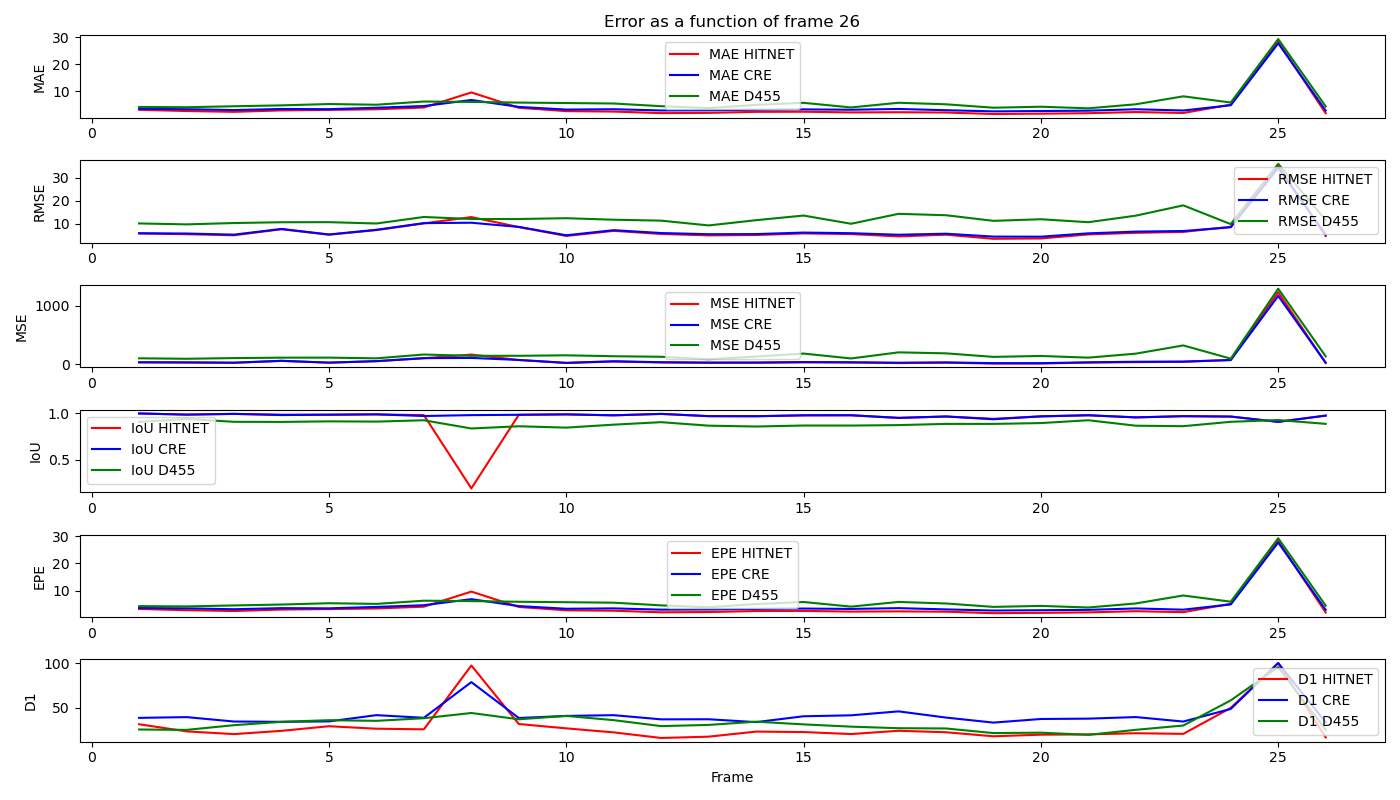 Error as a function of frame 26
MAE
30
20
10
MAE HITNET
MAE CRE
MAE D455
0 5 10 15 20 25
RMSE
30
20
10
RMSE HITNET
RMSE CRE
RMSE D455
0 5 10 15 20 25
MSE
1000
0
MSE HITNET
MSE CRE
MSE D455
0 5 10 15 20 25
IoU
1.0
0.5
IoU HITNET
IoU CRE
IoU D455
0 5 10 15 20 25
EPE
30
20
10
EPE HITNET
EPE CRE
EPE D455
0 5 10 15 20 25
D1
100
50
D1 HITNET
D1 CRE
D1 D455
0 5 10 15 20 25
Frame